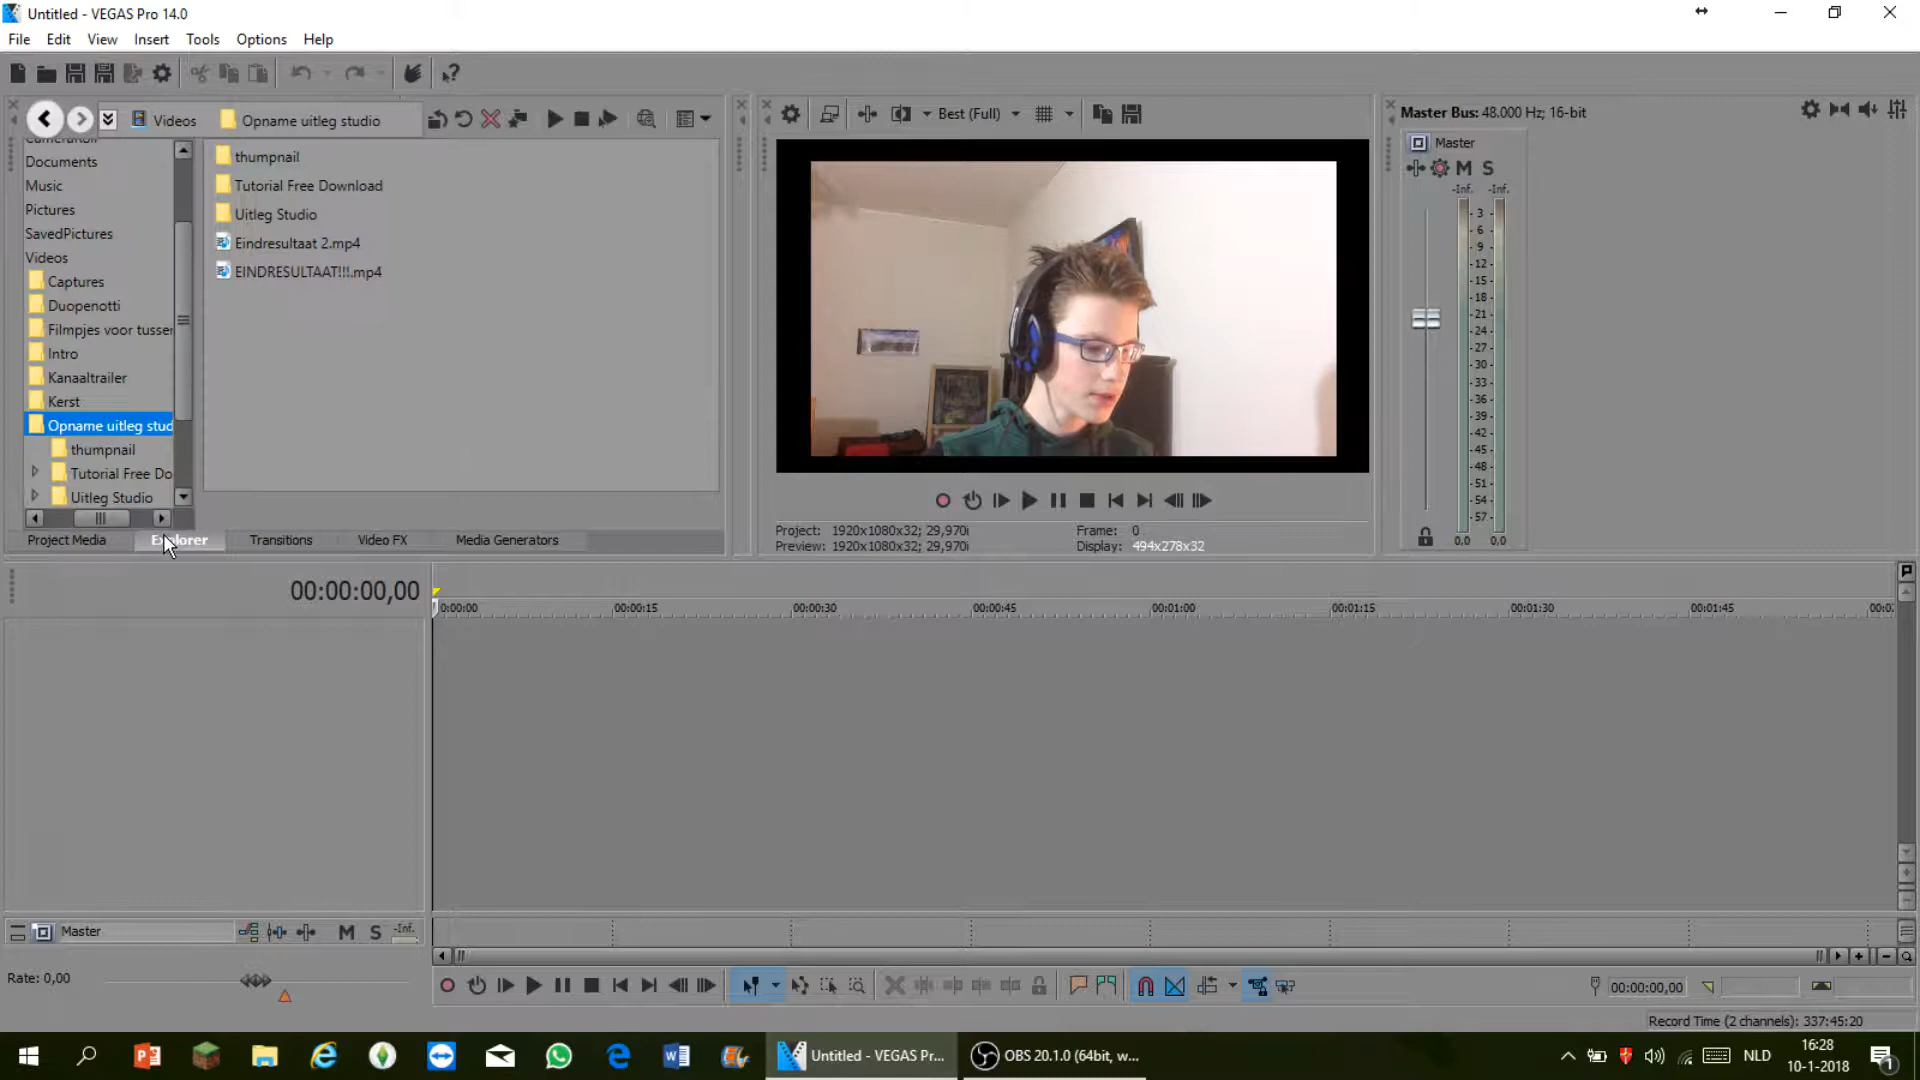 Untitled - VEGAS Pro 14.0
File Edit View Insert Tools Options Help
Videos Opname uitleg studio
Best (Full)
Master Bus: 48.000 Hz; 16-bit
Master
M S
-Inf. -Inf.
Documents
Music
Pictures
SavedPictures
Videos
Captures
Duopenotti
Filmpjes voor tusser
Intro
Kanaaltrailer
Kerst
Opname uitleg stud
thumpnail
Tutorial Free Do
Uitleg Studio
thumpnail
Tutorial Free Download
Uitleg Studio
Eindresultaat 2.mp4
EINDRESULTAAT!!!.mp4
- 3 -
- 6 -
- 9 -
- 12 -
- 15 -
- 18 -
- 21 -
- 24 -
- 27 -
- 30 -
- 33 -
- 36 -
- 39 -
- 42 -
- 45 -
- 48 -
- 51 -
- 54 -
- 57 -
0,0 0,0
Project: 1920x1080x32; 29,970i
Preview: 1920x1080x32; 29,970i
Frame: 0
Display: 494x278x32
Project Media Explorer Transitions Video FX Media Generators
00:00:00,00
0:00:00 00:00:15 00:00:30 00:00:45 00:01:00 00:01:15 00:01:30 00:01:45
Master M S -Inf.
Rate: 0,00
00:00:00,00
Record Time (2 channels): 337:45:20
Untitled - VEGAS Pr...
OBS 20.1.0 (64bit, w...
NLD
16:28
10-1-2018
1